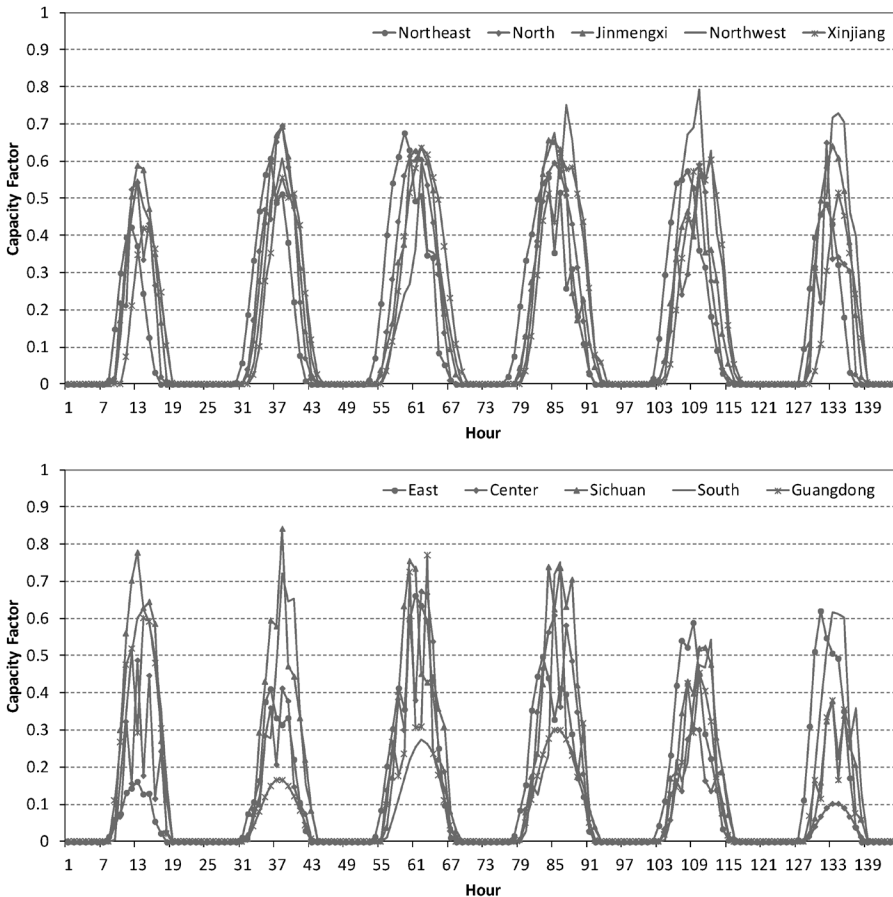 1
Northeast North Jinmengxi Northwest Xinjiang
0.9
0.8
0.7
0.6
0.5
0.4
0.3
0.2
0.1
0
Capacity Factor
1 7 13 19 25 31 37 43 49 55 61 67 73 79 85 91 97 103 109 115 121 127 133 139
Hour
1
East Center Sichuan South Guangdong
0.9
0.8
0.7
0.6
0.5
0.4
0.3
0.2
0.1
0
Capacity Factor
1 7 13 19 25 31 37 43 49 55 61 67 73 79 85 91 97 103 109 115 121 127 133 139
Hour